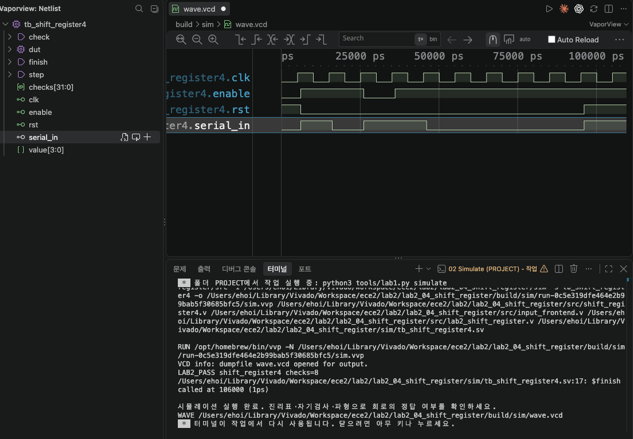 Vaporview: Netlist
tb_shift_register4
check
dut
finish
step
checks[31:0]
clk
enable
rst
serial_in
value[3:0]
wave.vcd
VaporView
build > sim > wave.vcd
Search
bin
auto
Auto Reload
ps 25000 ps 50000 ps 75000 ps 100000 ps
_register4.clk
gister4.enable
_register4.rst
ter4.serial_in
문제 출력 디버그 콘솔 터미널 포트
02 Simulate (PROJECT) - 작업
* 폴더 PROJECT에서 작업 실행 중: python3 tools/lab1.py simulate
er4 -o /Users/ehoi/Library/Vivado/Workspace/ece2/lab2/lab2_04_shift_register/build/sim/run-0c5e319dfe464e2b9
9bab5f30685bfc5/sim.vvp /Users/ehoi/Library/Vivado/Workspace/ece2/lab2/lab2_04_shift_register/src/shift_regi
ster4.v /Users/ehoi/Library/Vivado/Workspace/ece2/lab2/lab2_04_shift_register/src/input_frontend.v /Users/eh
oi/Library/Vivado/Workspace/ece2/lab2/lab2_04_shift_register/src/lab2_04_shift_register.v /Users/ehoi/Library/V
ivado/Workspace/ece2/lab2/lab2_04_shift_register/sim/tb_shift_register4.sv
RUN /opt/homebrew/bin/vvp -N /Users/ehoi/Library/Vivado/Workspace/ece2/lab2/lab2_04_shift_register/build/sim
/run-0c5e319dfe464e2b99bab5f30685bfc5/sim.vvp
VCD info: dumpfile wave.vcd opened for output.
LAB2_PASS shift_register4 checks=8
/Users/ehoi/Library/Vivado/Workspace/ece2/lab2/lab2_04_shift_register/sim/tb_shift_register4.sv:17: $finish
called at 106000 (1ps)
시뮬레이션 실행 완료. 진리표·자기검사·파형으로 회로의 정답 여부를 확인하세요.
WAVE /Users/ehoi/Library/Vivado/Workspace/ece2/lab2/lab2_04_shift_register/build/sim/wave.vcd
* 터미널이 작업에서 다시 사용됩니다. 닫으려면 아무 키나 누르세요.